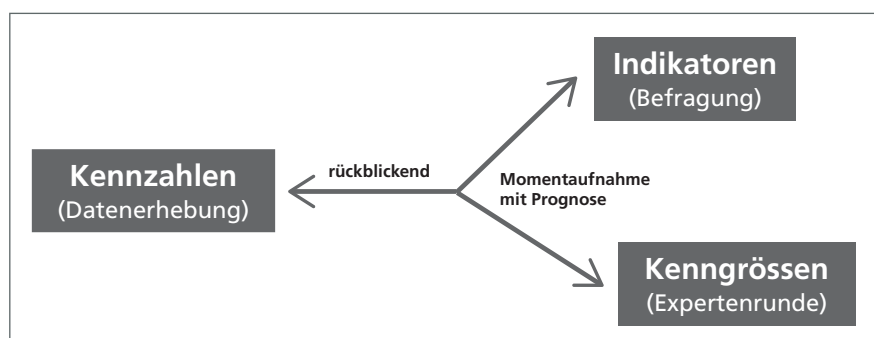 Indikatoren
(Befragung)
Kennzahlen
(Datenerhebung)
rückblickend
Momentaufnahme
mit Prognose
Kenngrössen
(Expertenrunde)